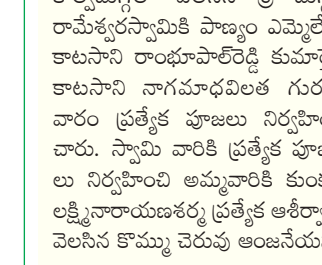 రామేశ్వరస్వామికి పాణ్యం ఎమ్మెల్
కాటసాని రాంభూపాల్‌రెడ్డి కుమా
కాటసాని నాగమాధవిలత గుర
వారం ప్రత్యేక పూజలు నిర్వహిం
చారు. స్వామి వారికి ప్రత్యేక పూజ
లు నిర్వహించి అమ్మవారికి కుంక
లక్ష్మినారాయణశర్మ ప్రత్యేక ఆశీర్వా
వెలసిన కొమ్ము చెరువు ఆంజనేయ